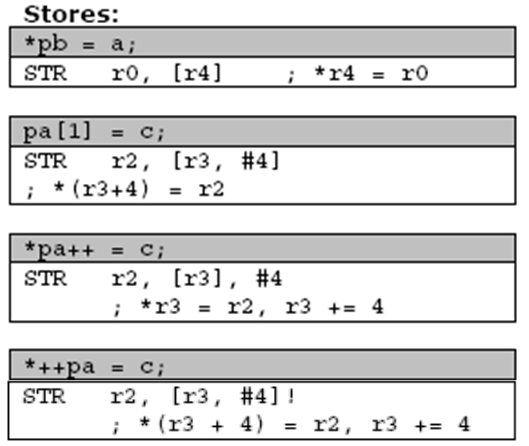 Stores:
*pb = a;
STR r0, [r4] ; *r4 = r0
pa[1] = c;
STR r2, [r3, #4]
; *(r3+4) = r2
*pa++ = c;
STR r2, [r3], #4
; *r3 = r2, r3 += 4
*++pa = c;
STR r2, [r3, #4]!
; *(r3 + 4) = r2, r3 += 4